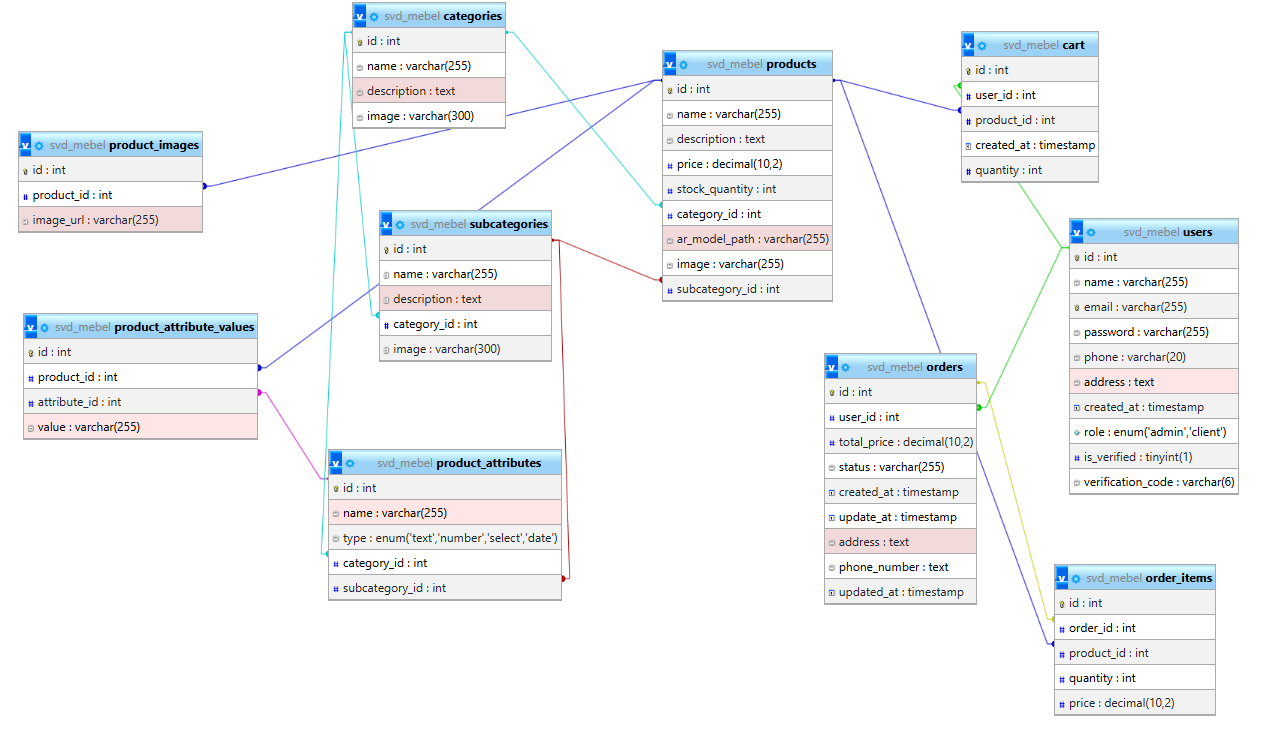 v svd_mebel categories
id : int
name : varchar(255)
description : text
image : varchar(300)
v svd_mebel products
id : int
name : varchar(255)
description : text
price : decimal(10,2)
stock_quantity : int
category_id : int
ar_model_path : varchar(255)
image : varchar(255)
subcategory_id : int
v svd_mebel cart
id : int
user_id : int
product_id : int
created_at : timestamp
quantity : int
v svd_mebel product_images
id : int
product_id : int
image_url : varchar(255)
v svd_mebel subcategories
id : int
name : varchar(255)
description : text
category_id : int
image : varchar(300)
v svd_mebel users
id : int
name : varchar(255)
email : varchar(255)
password : varchar(255)
phone : varchar(20)
address : text
created_at : timestamp
role : enum('admin','client')
is_verified : tinyint(1)
verification_code : varchar(6)
v svd_mebel product_attribute_values
id : int
product_id : int
attribute_id : int
value : varchar(255)
v svd_mebel orders
id : int
user_id : int
total_price : decimal(10,2)
status : varchar(255)
created_at : timestamp
update_at : timestamp
address : text
phone_number : text
updated_at : timestamp
v svd_mebel product_attributes
id : int
name : varchar(255)
type : enum('text','number','select','date')
category_id : int
subcategory_id : int
v svd_mebel order_items
id : int
order_id : int
product_id : int
quantity : int
price : decimal(10,2)